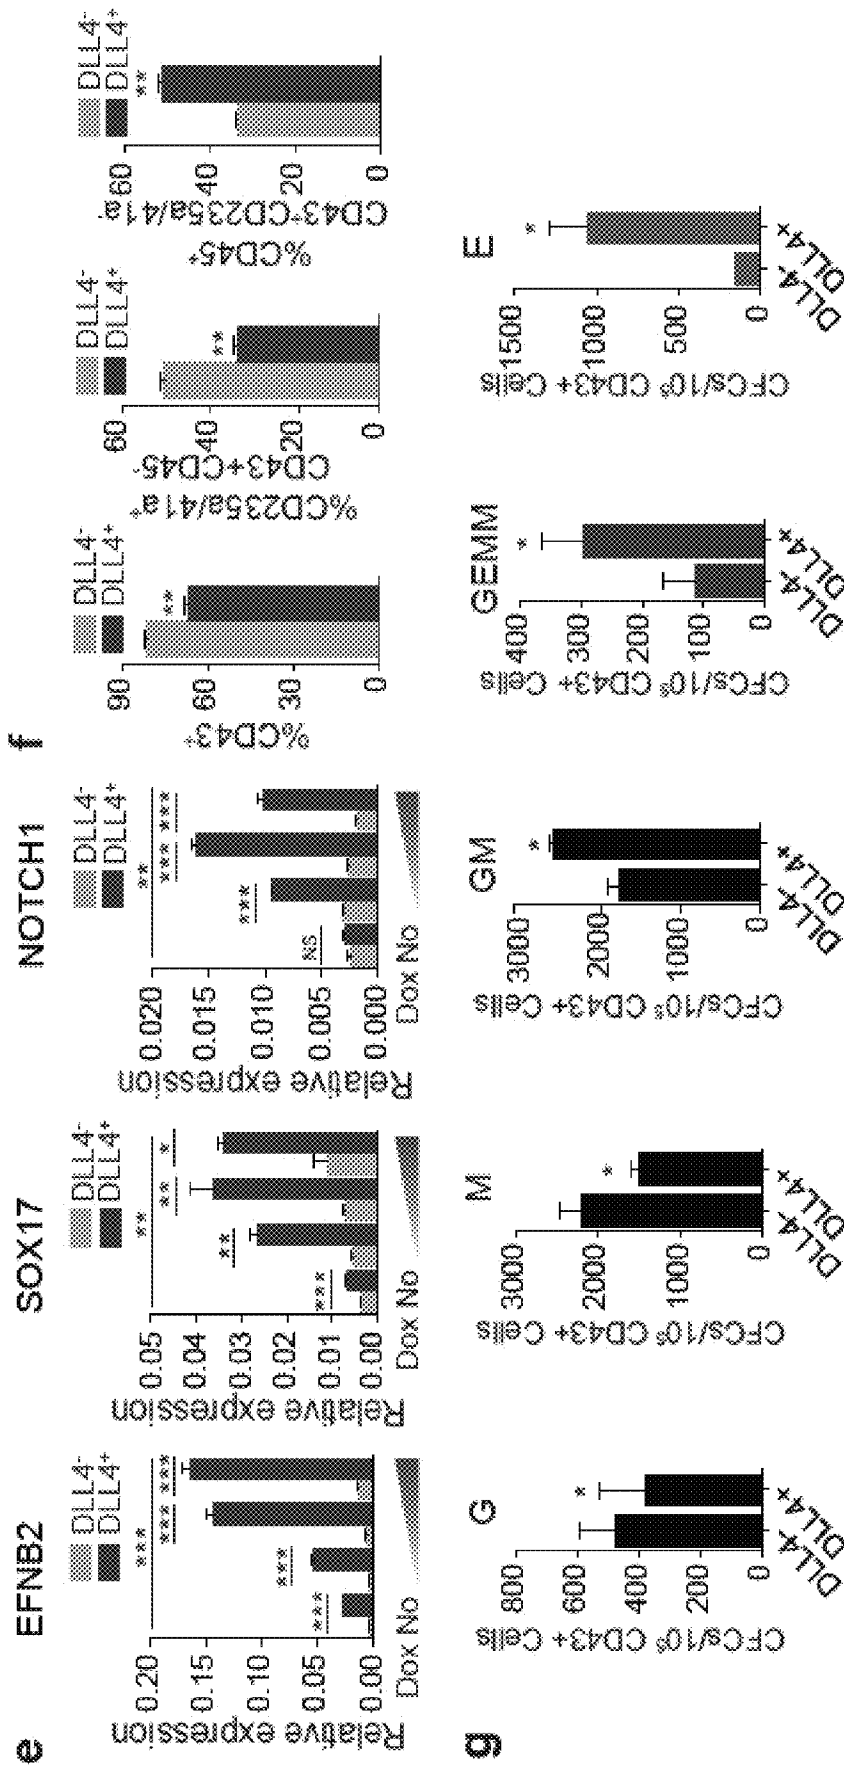 e
EFNB2
DLL4-
DLL4+
Relative expression
0.20
0.15
0.10
0.05
0.00
***
***
***
***
***
Dox No
SOX17
DLL4-
DLL4+
Relative expression
0.05
0.04
0.03
0.02
0.01
0.00
**
***
**
**
*
Dox No
NOTCH1
DLL4-
DLL4+
Relative expression
0.020
0.015
0.010
0.005
0.000
**
NS
***
***
***
Dox No
f
DLL4-
DLL4+
%CD43+
90
60
30
0
**
DLL4-
DLL4+
%CD235a/41a+
CD43+CD45-
60
40
20
0
**
DLL4-
DLL4+
%CD45+
CD43+CD235a/41a-
60
40
20
0
**
g
G
CFCs/10⁵ CD43+ Cells
800
600
400
200
0
*
DLL4-
DLL4+
M
CFCs/10⁵ CD43+ Cells
3000
2000
1000
0
*
DLL4-
DLL4+
GM
CFCs/10⁵ CD43+ Cells
3000
2000
1000
0
*
DLL4-
DLL4+
GEMM
CFCs/10⁵ CD43+ Cells
400
300
200
100
0
*
DLL4-
DLL4+
E
CFCs/10⁵ CD43+ Cells
1500
1000
500
0
*
DLL4-
DLL4+